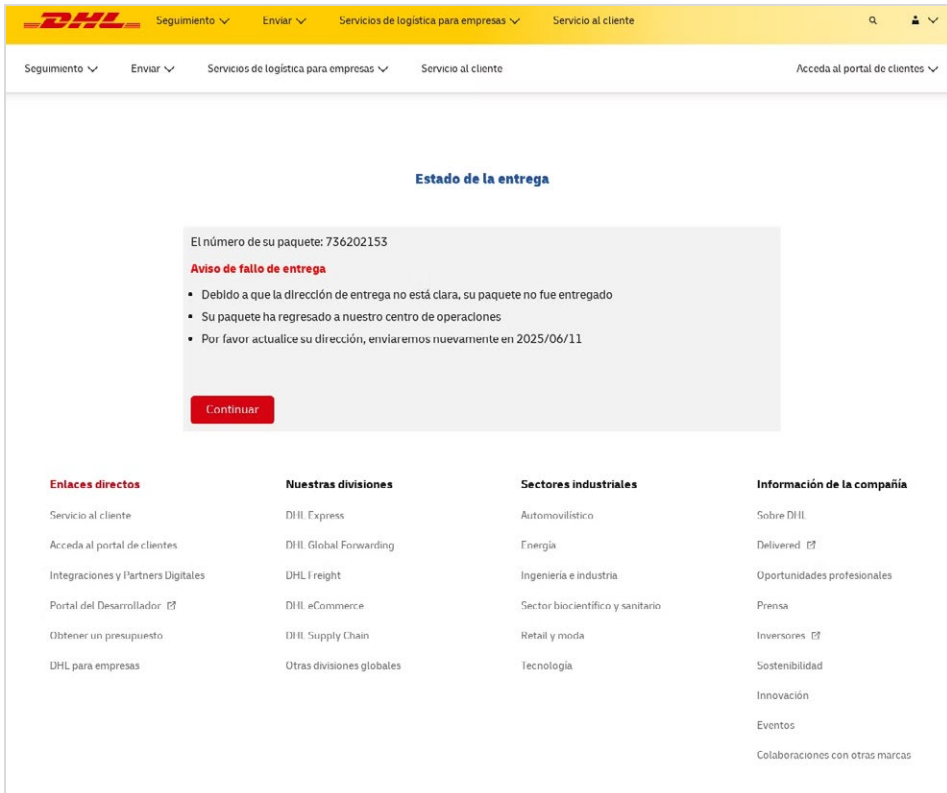 DHL
Seguimiento Enviar Servicios de logística para empresas Servicio al cliente
Seguimiento Enviar Servicios de logística para empresas Servicio al cliente Acceda al portal de clientes
Estado de la entrega
El número de su paquete: 736202153
Aviso de fallo de entrega
Debido a que la dirección de entrega no está clara, su paquete no fue entregado
Su paquete ha regresado a nuestro centro de operaciones
Por favor actualice su dirección, enviaremos nuevamente en 2025/06/11
Continuar
Enlaces directos
Servicio al cliente
Acceda al portal de clientes
Integraciones y Partners Digitales
Portal del Desarrollador
Obtener un presupuesto
DHL para empresas
Nuestras divisiones
DHL Express
DHL Global Forwarding
DHL Freight
DHL eCommerce
DHL Supply Chain
Otras divisiones globales
Sectores industriales
Automovilístico
Energía
Ingeniería e industria
Sector biocientífico y sanitario
Retail y moda
Tecnología
Información de la compañía
Sobre DHL
Delivered
Oportunidades profesionales
Prensa
Inversores
Sostenibilidad
Innovación
Eventos
Colaboraciones con otras marcas